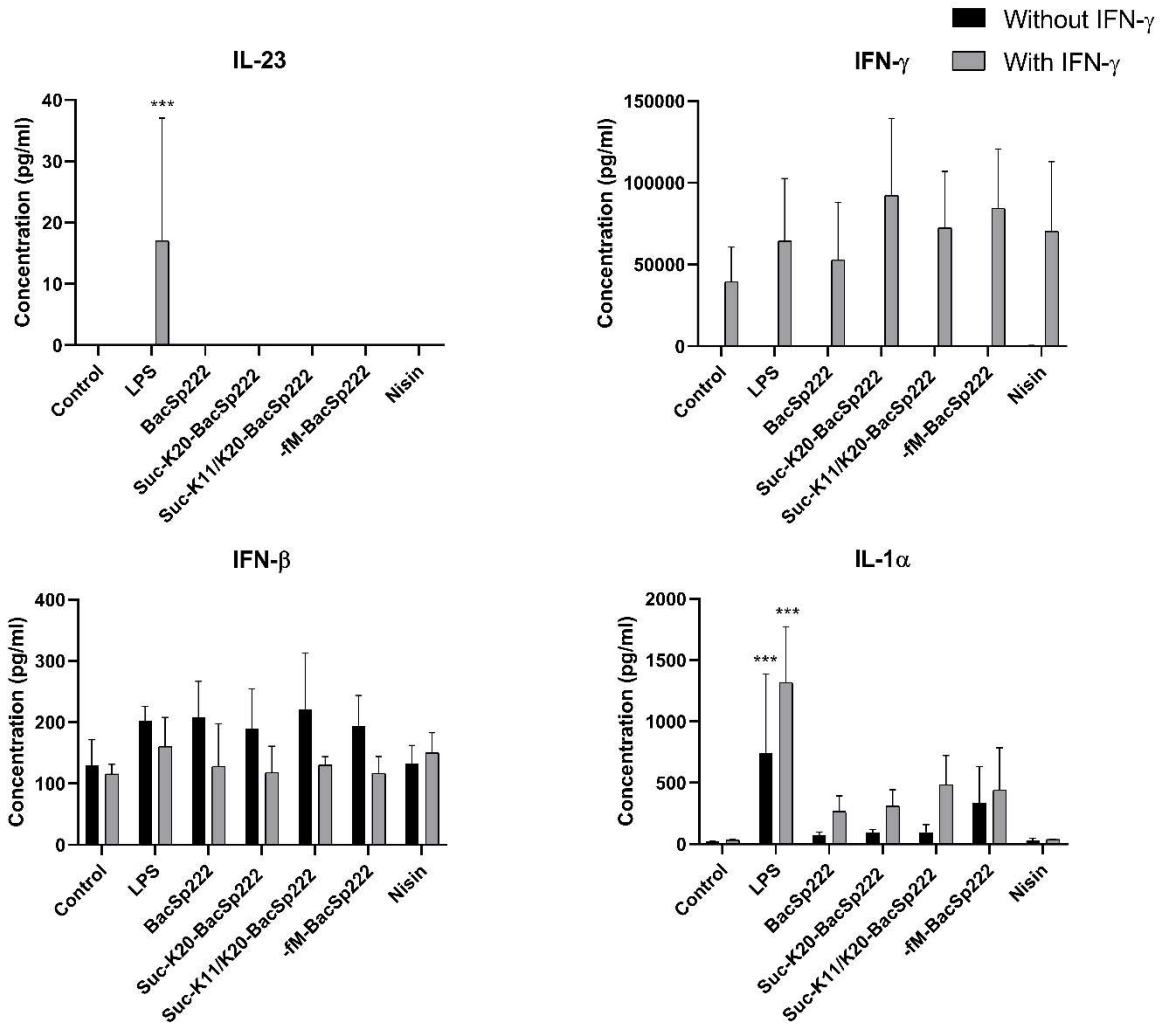 Without IFN-γ
With IFN-γ
IL-23
Concentration (pg/ml)
40
30
20
10
0
***
Control
LPS
BacSp222
Suc-K20-BacSp222
Suc-K11/K20-BacSp222
-fM-BacSp222
Nisin
IFN-γ
Concentration (pg/ml)
150000
100000
50000
0
Control
LPS
BacSp222
Suc-K20-BacSp222
Suc-K11/K20-BacSp222
-fM-BacSp222
Nisin
IFN-β
Concentration (pg/ml)
400
300
200
100
0
Control
LPS
BacSp222
Suc-K20-BacSp222
Suc-K11/K20-BacSp222
-fM-BacSp222
Nisin
IL-1α
Concentration (pg/ml)
2000
1500
1000
500
0
***
***
Control
LPS
BacSp222
Suc-K20-BacSp222
Suc-K11/K20-BacSp222
-fM-BacSp222
Nisin